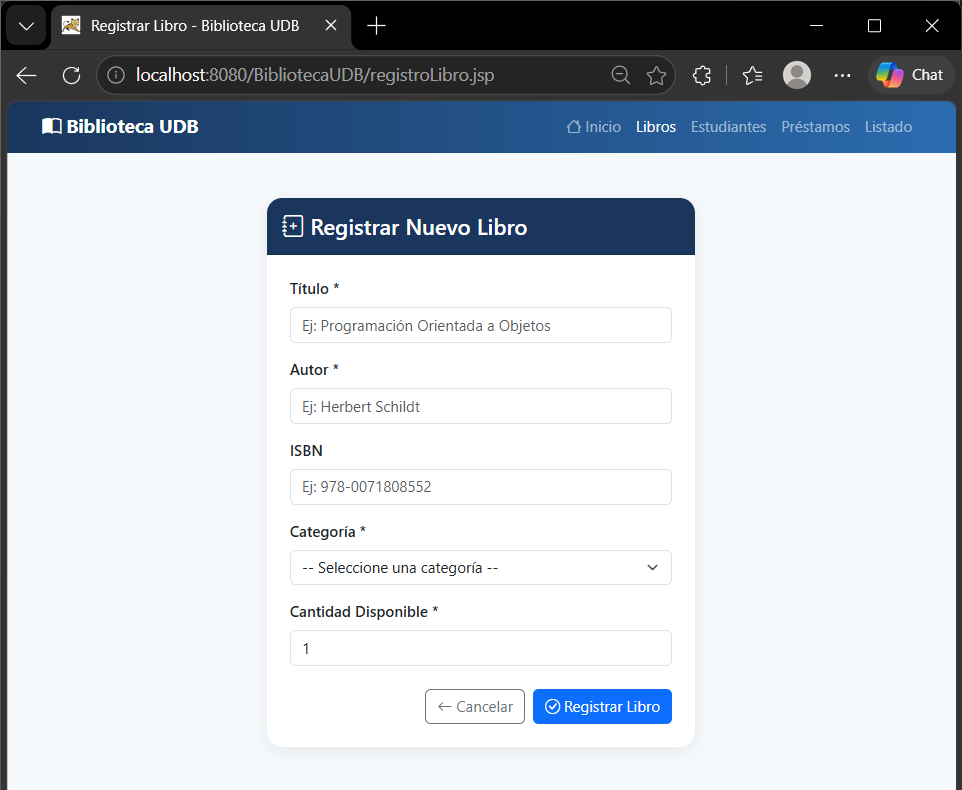 Registrar Libro - Biblioteca UDB
localhost:8080/BibliotecaUDB/registroLibro.jsp
Chat
Biblioteca UDB
Inicio Libros Estudiantes Préstamos Listado
Registrar Nuevo Libro
Título *
Ej: Programación Orientada a Objetos
Autor *
Ej: Herbert Schildt
ISBN
Ej: 978-0071808552
Categoría *
-- Seleccione una categoría --
Cantidad Disponible *
1
Cancelar Registrar Libro